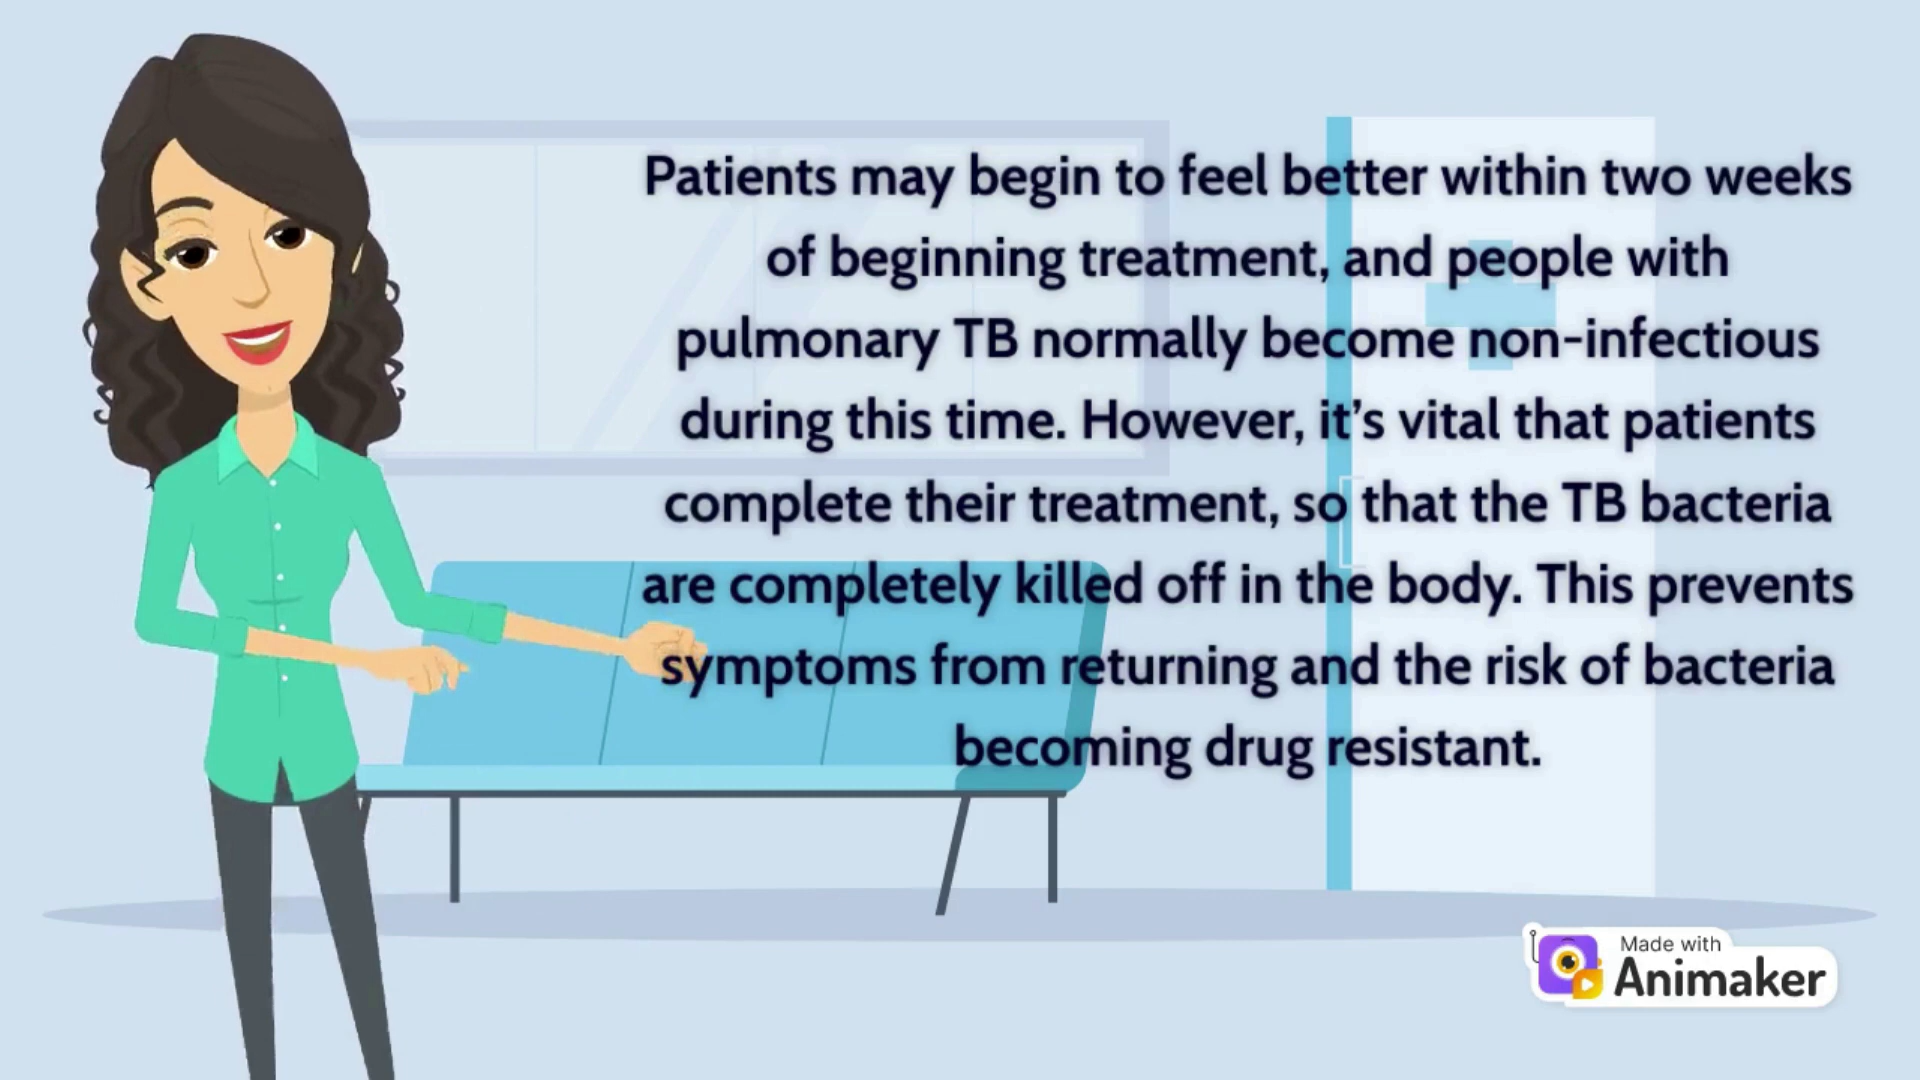 Patients may begin to feel better within two weeks
of beginning treatment, and people with
pulmonary TB normally become non-infectious
during this time. However, it’s vital that patients
complete their treatment, so that the TB bacteria
are completely killed off in the body. This prevents
symptoms from returning and the risk of bacteria
becoming drug resistant.
Made with
Animaker